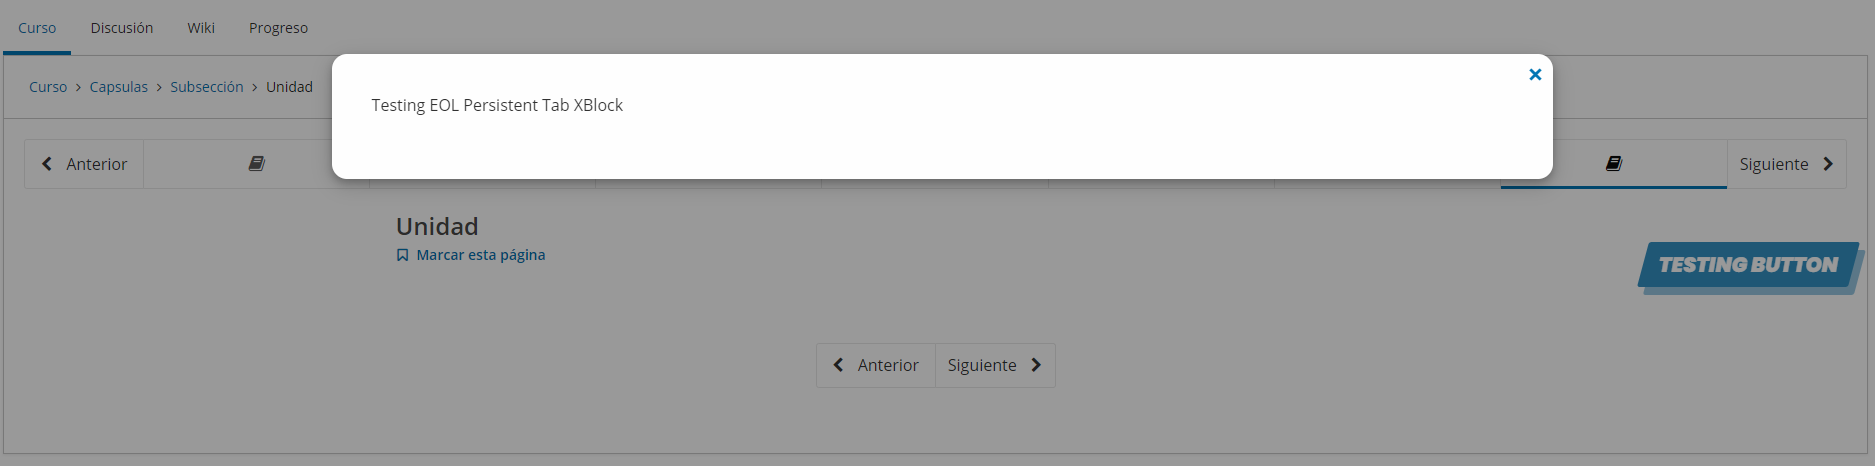 Curso Discusión Wiki Progreso
Curso > Capsulas > Subsección > Unidad
Testing EOL Persistent Tab XBlock
Anterior
Siguiente
Unidad
Marcar esta página
TESTING BUTTON
Anterior Siguiente